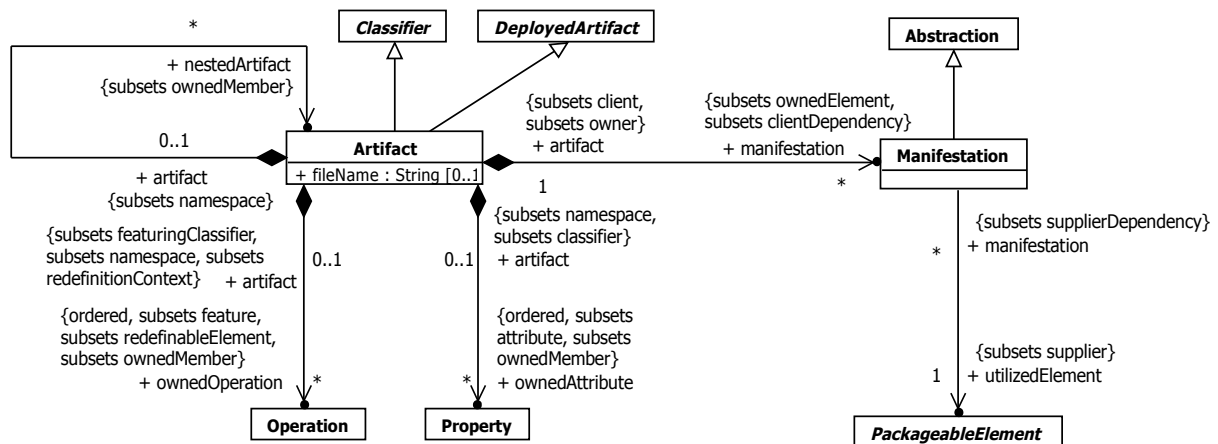 *
Classifier
DeployedArtifact
Abstraction
+ nestedArtifact
{subsets ownedMember}
{subsets client,
subsets owner}
+ artifact
{subsets ownedElement,
subsets clientDependency}
+ manifestation
0..1
Artifact
+ fileName : String [0..1
Manifestation
1
*
+ artifact
{subsets namespace}
{subsets featuringClassifier,
subsets namespace, subsets
redefinitionContext}
+ artifact
0..1
{subsets namespace,
subsets classifier}
+ artifact
0..1
{subsets supplierDependency}
+ manifestation
*
{ordered, subsets feature,
subsets redefinableElement,
subsets ownedMember}
+ ownedOperation
*
{ordered, subsets
attribute, subsets
ownedMember}
+ ownedAttribute
*
{subsets supplier}
+ utilizedElement
1
Operation
Property
PackageableElement